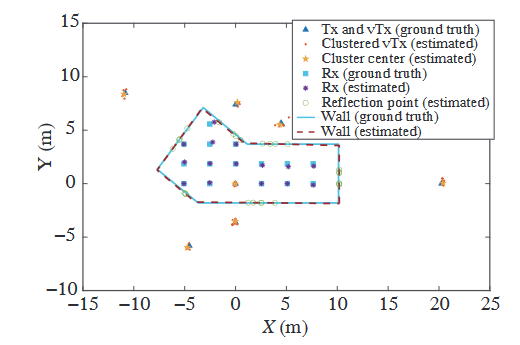 15
10
5
0
−5
−10
Y (m)
−15
−10
−5
0
5
10
15
20
25
X (m)
Tx and vTx (ground truth)
Clustered vTx (estimated)
Cluster center (estimated)
Rx (ground truth)
Rx (estimated)
Reflection point (estimated)
Wall (ground truth)
Wall (estimated)